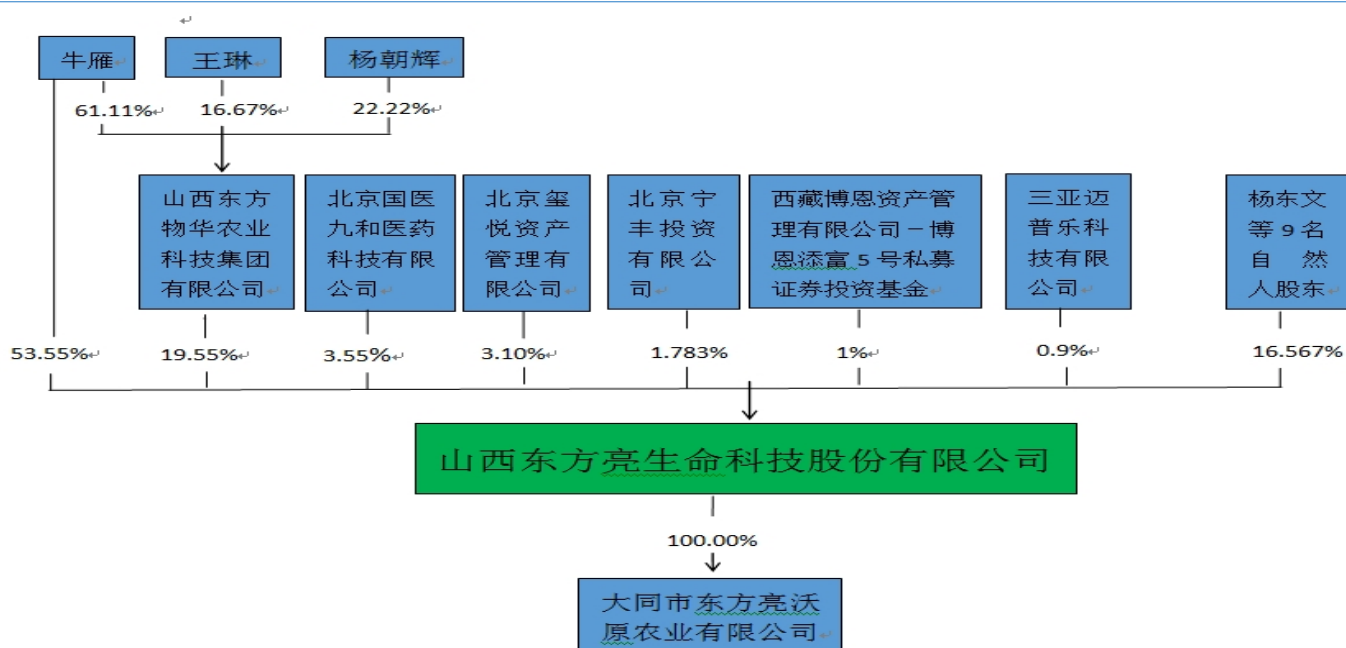 牛雁
王琳
杨朝辉
61.11%
16.67%
22.22%
山西东方
物华农业
科技集团
有限公司
北京国医
九和医药
科技有限
公司
北京玺
悦资产
管理有
限公司
北京宁
丰投资
有限公
司
西藏博恩资产管
理有限公司－博
恩添富 5 号私募
证券投资基金
三亚迈
普乐科
技有限
公司
杨东文
等 9 名
自然
人股东
53.55%
19.55%
3.55%
3.10%
1.783%
1%
0.9%
16.567%
山西东方亮生命科技股份有限公司
100.00%
大同市东方亮沃
原农业有限公司